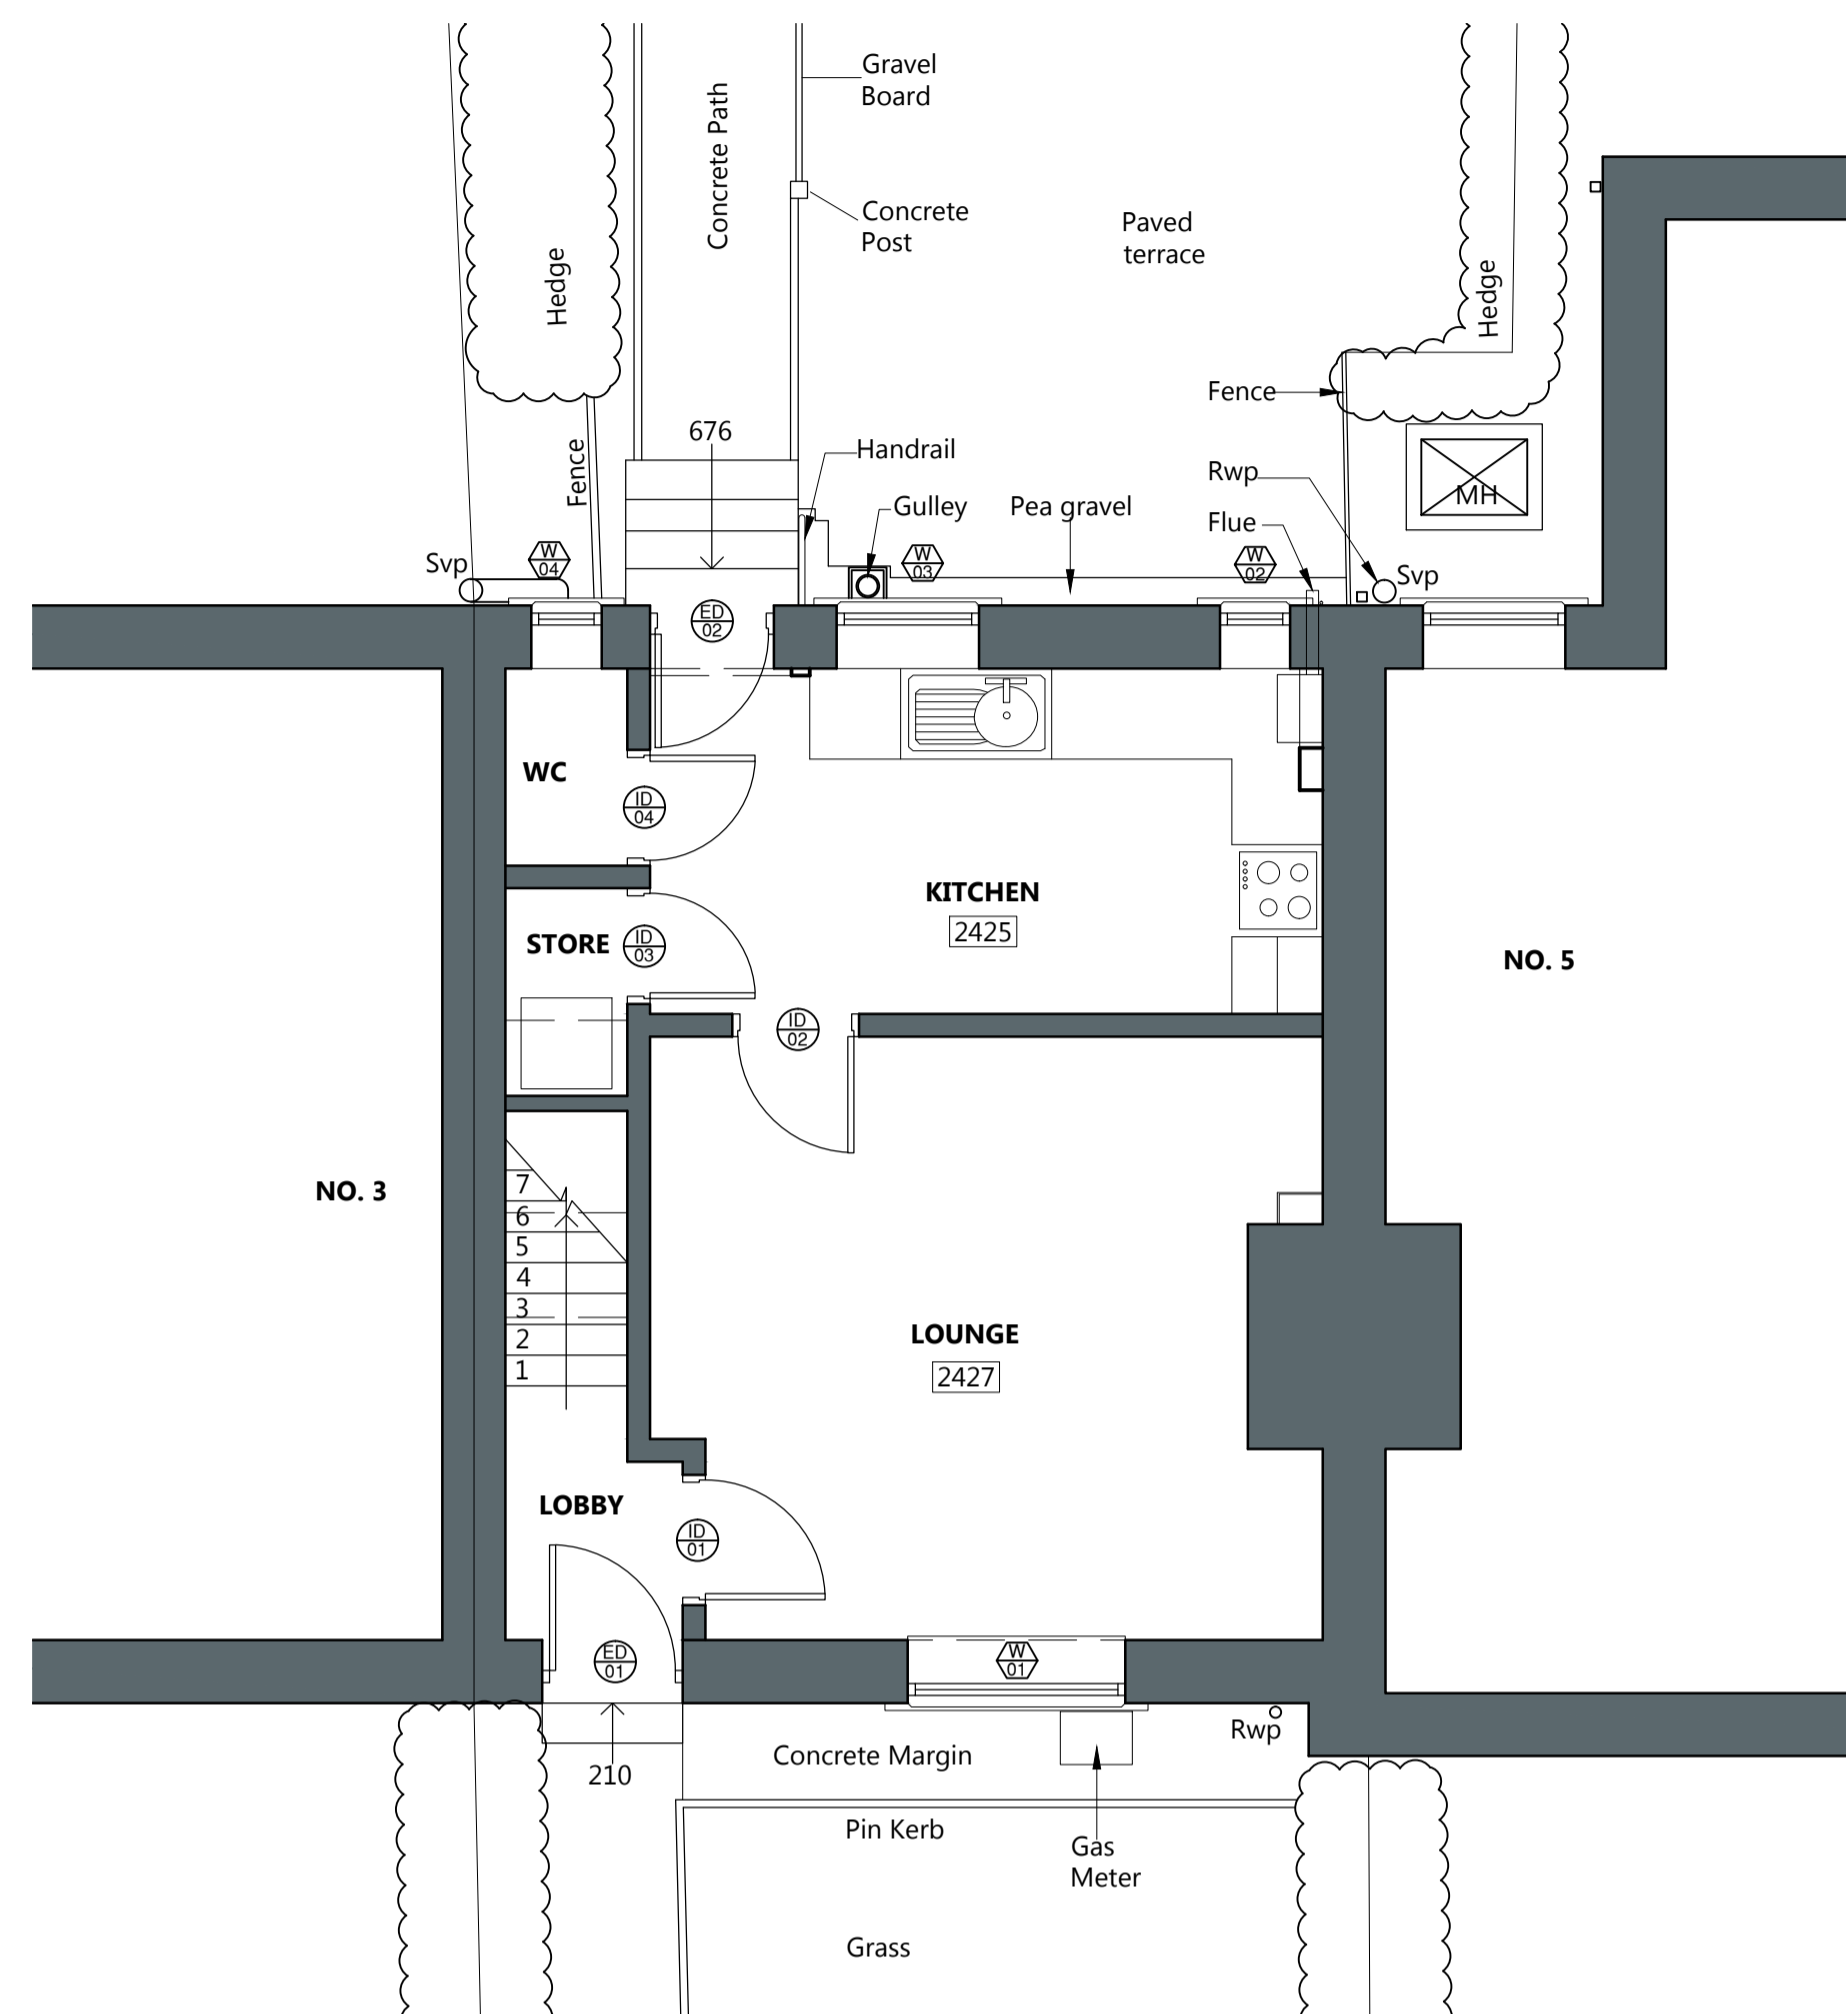 Gravel
Board
Concrete Path
Concrete
Post
Paved
terrace
Hedge
Hedge
Fence
676
Handrail
Fence
Rwp
Gulley
Pea gravel
Flue
MH
Svp
W
04
W
03
W
02
Svp
ED
02
WC
ID
04
KITCHEN
2425
STORE
ID
03
NO. 5
ID
02
NO. 3
7
6
5
4
3
2
1
LOUNGE
2427
LOBBY
ID
01
ED
01
W
01
Rwp
Concrete Margin
210
Pin Kerb
Gas
Meter
Grass